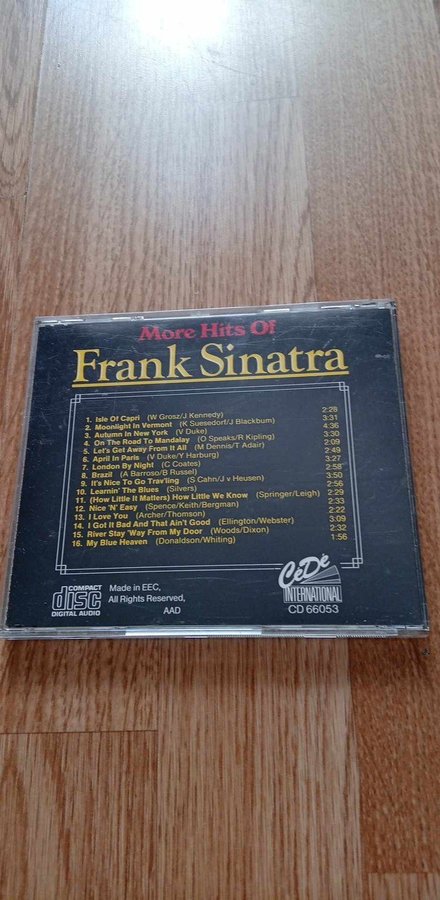 More Hits Of
Frank Sinatra
1. Isle Of Capri (W Grosz/J Kennedy) 2:28
2. Moonlight In Vermont (K Suesedorf/J Blackburn) 3:31
3. Autumn In New York (V Duke) 4:36
4. On The Road To Mandalay (O Speaks/R Kipling) 3:30
5. Let's Get Away From It All (M Dennis/T Adair) 2:09
6. April In Paris (V Duke/Y Harburg) 2:49
7. London By Night (C Coates) 3:27
8. Brazil (A Barroso/B Russell) 2:58
9. It's Nice To Go Trav'ling (S Cahn/J v Heusen) 3:50
10. Learnin' The Blues (Silvers) 2:56
11. (How Little It Matters) How Little We Know (Springer/Leigh) 2:29
12. Nice 'N' Easy (Spence/Keith/Bergman) 2:33
13. I Love You (Archer/Thomson) 2:22
14. I Got It Bad And That Ain't Good (Ellington/Webster) 3:09
15. River Stay 'Way From My Door (Woods/Dixon) 2:32
16. My Blue Heaven (Donaldson/Whiting) 1:56
COMPACT
disc
DIGITAL AUDIO
Made in EEC,
All Rights Reserved,
AAD
CéDé
INTERNATIONAL
CD 66053